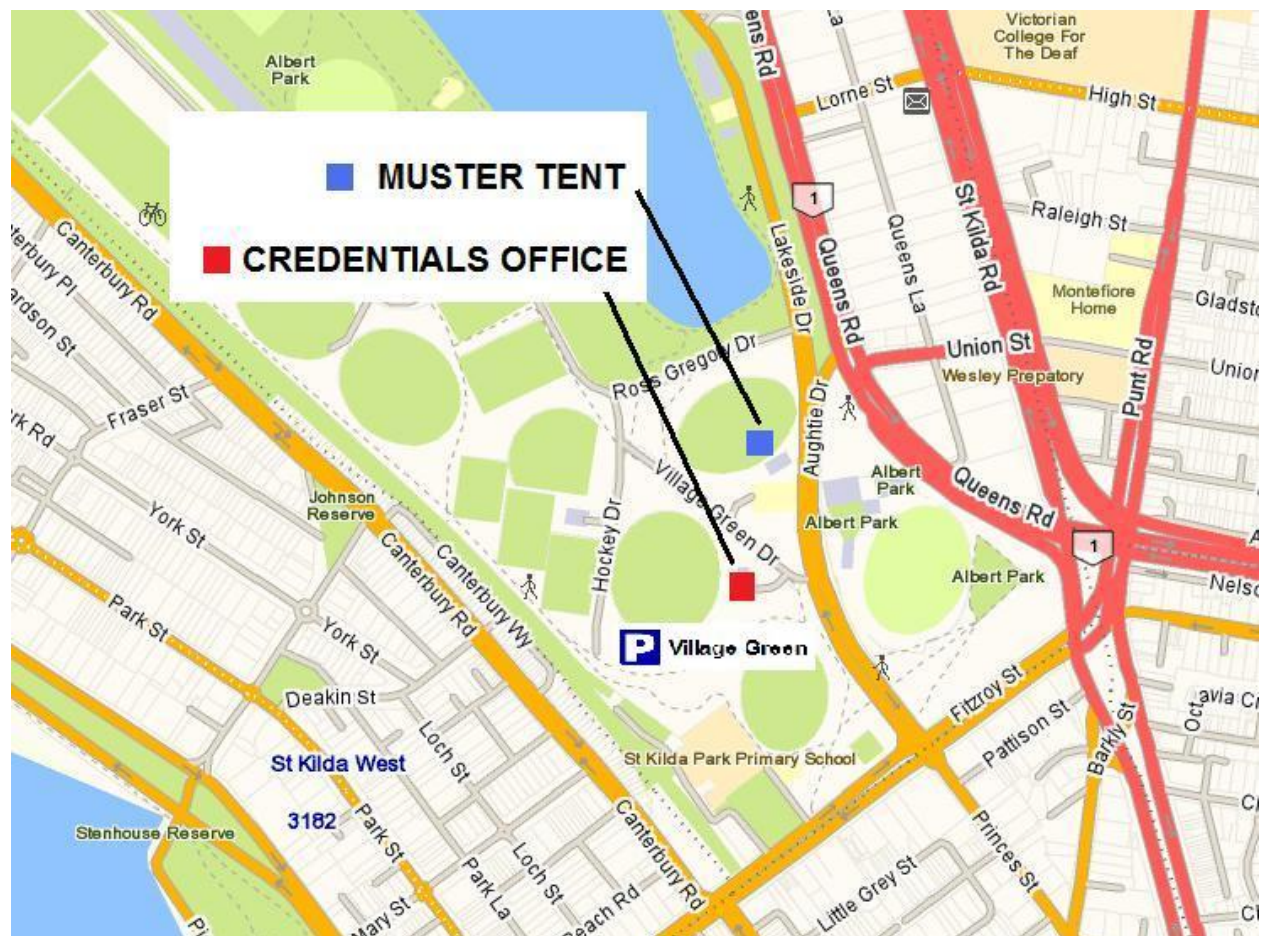 Albert
Park
Victorian
College For
The Deaf
ens Rd
Lorne St
High St
MUSTER TENT
CREDENTIALS OFFICE
1
St Kilda Rd
Raleigh St
Queens La
Queens Rd
Lakeside Dr
Canterbury Rd
terbury Pl
ardson St
Montefiore
Home
Gladsto
Union St
Union
Wesley Prepatory
Punt Rd
Ross Gregory Dr
Aughtie Dr
Fraser St
rk Rd
Village Green Dr
Albert
Park
Queens Rd
Johnson
Reserve
York St
Hockey Dr
Albert Park
1
Albert Park
Nelso
Canterbury Rd
Canterbury Wy
Park St
York St
P Village Green
Deakin St
Fitzroy St
Pattison St
Barkly St
Oct
avia Cr
Loch St
St Kilda Park Primary School
St Kilda West
3182
Stenhouse Reserve
Park St
Canterbury Rd
Princes St
Loch St
Park La
Little Grey St
Mary St
Beach Rd